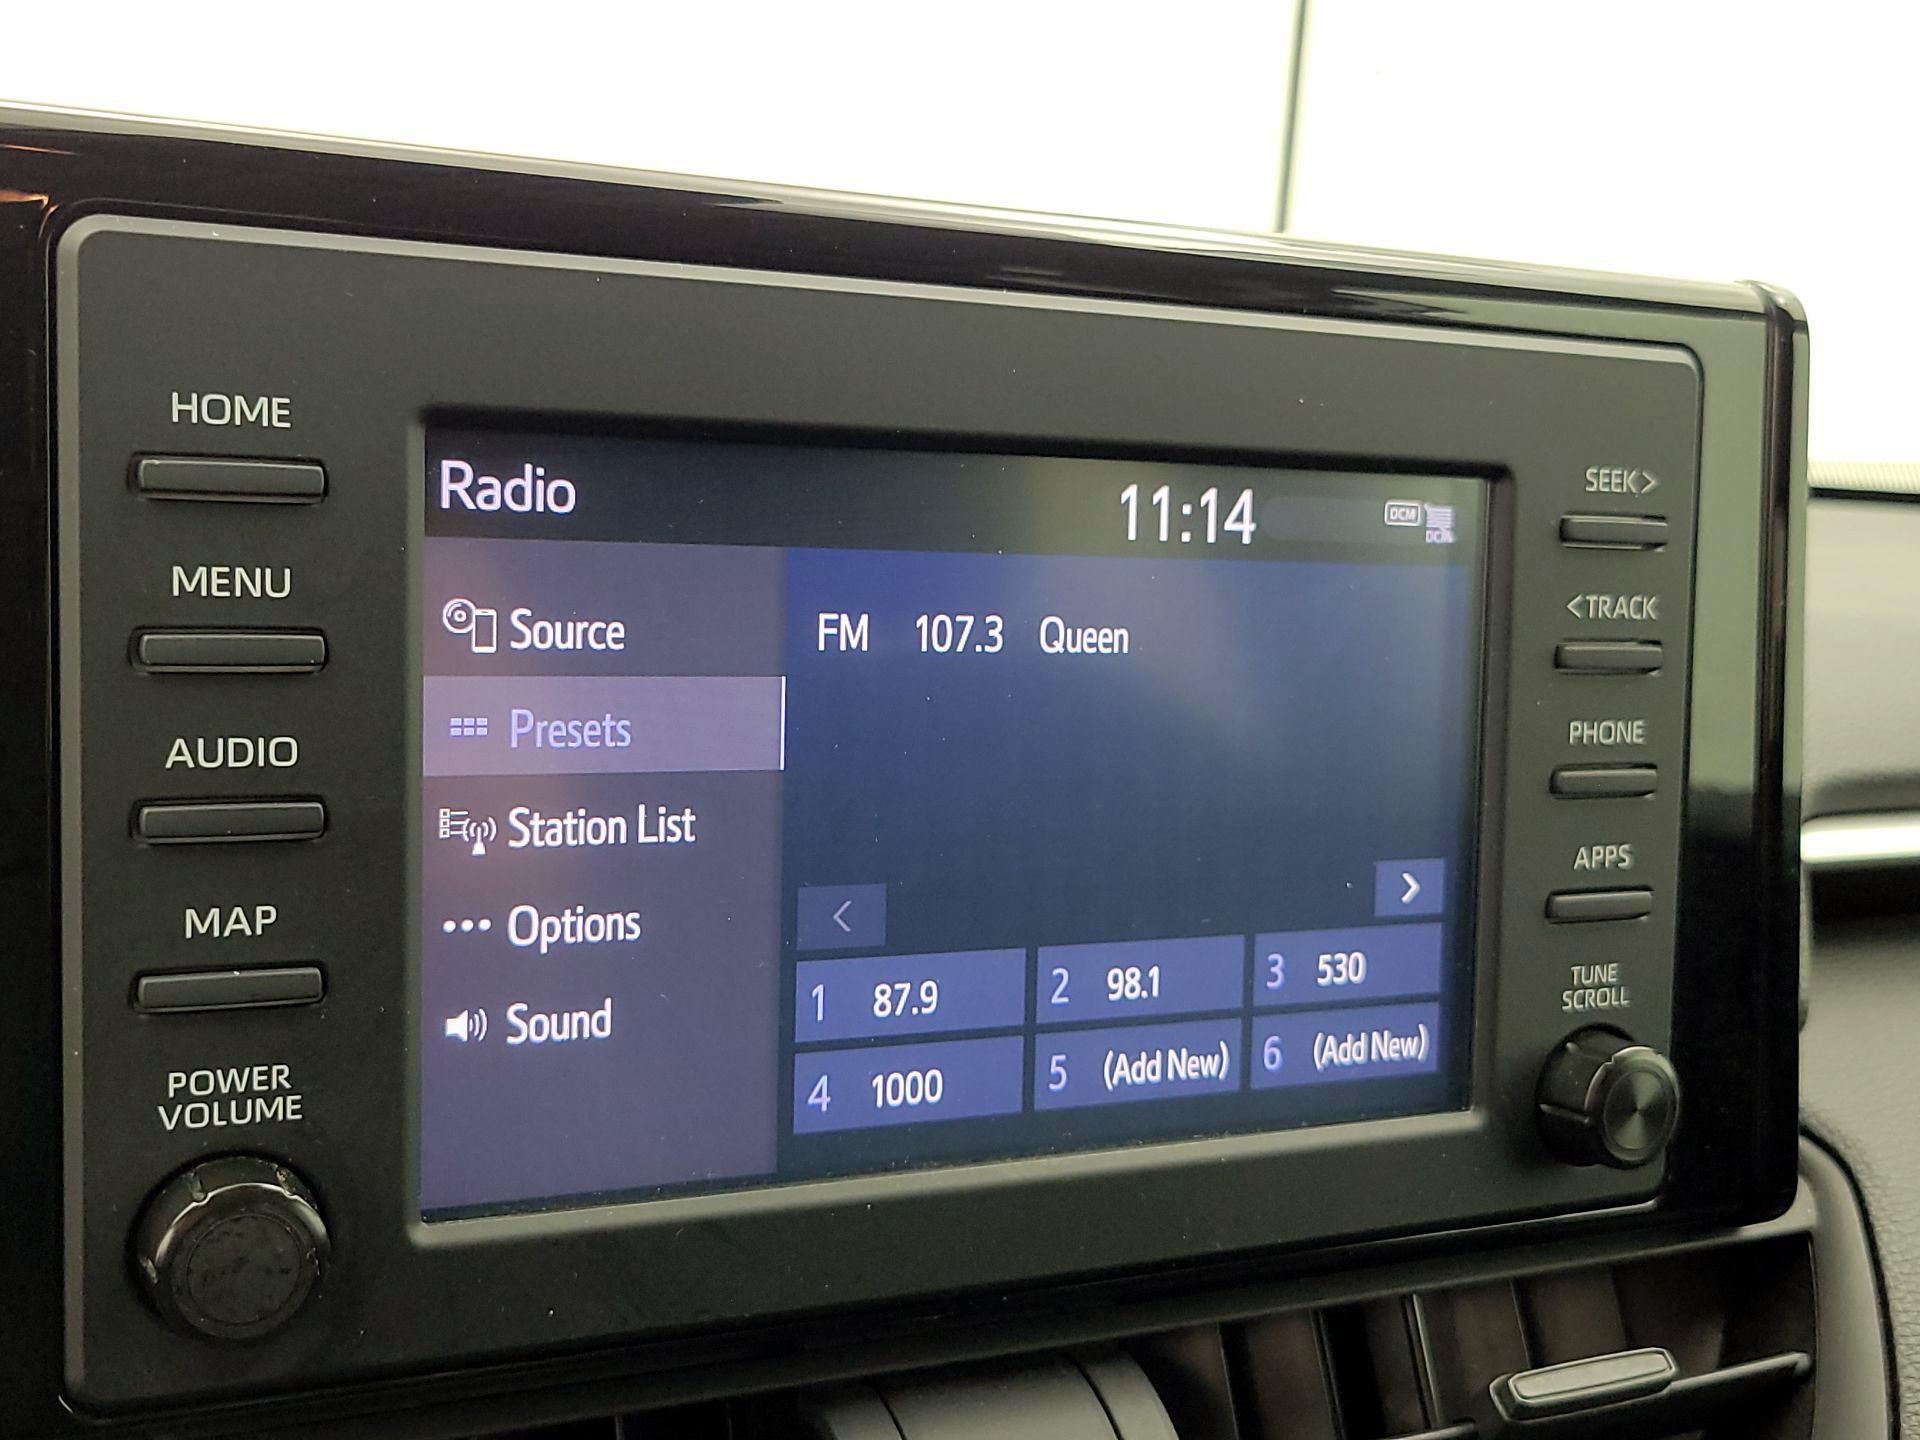 HOME
MENU
AUDIO
MAP
POWER
VOLUME
Radio
11:14
DCM
DCM
Source
Presets
Station List
Options
Sound
FM 107.3 Queen
<
>
1 87.9
2 98.1
3 530
4 1000
5 (Add New)
6 (Add New)
SEEK>
<TRACK
PHONE
APPS
TUNE
SCROLL